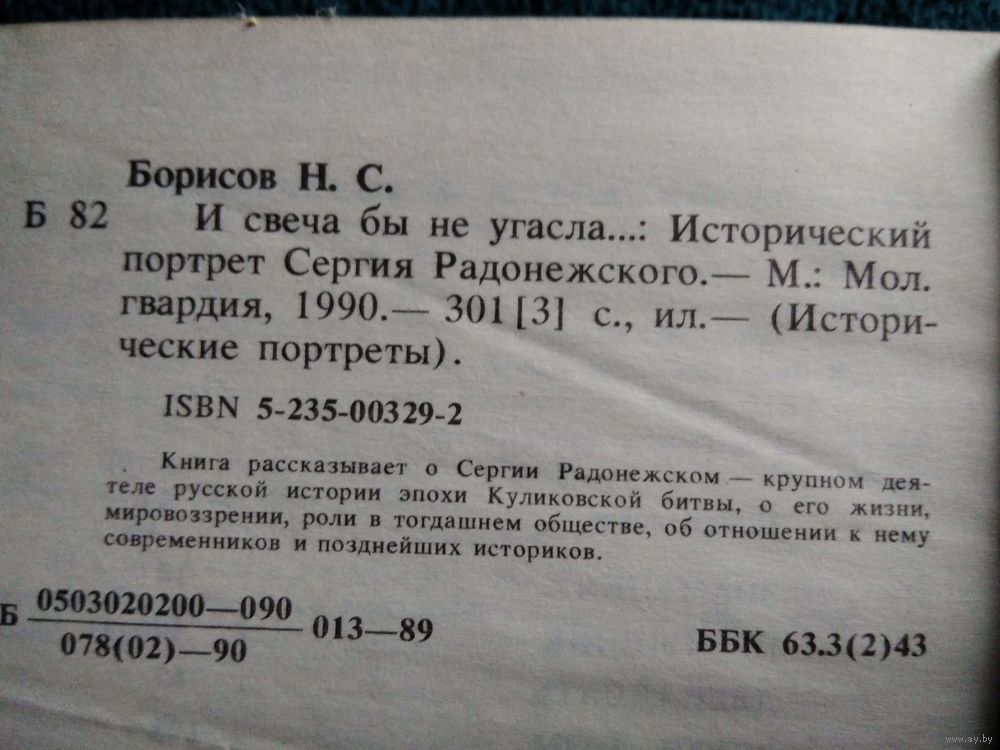 Борисов Н. С.
Б 82 И свеча бы не угасла...: Исторический
портрет Сергия Радонежского.— М.: Мол.
гвардия, 1990.— 301[3] с., ил.— (Истори-
ческие портреты).
ISBN 5-235-00329-2
Книга рассказывает о Сергии Радонежском — крупном дея-
теле русской истории эпохи Куликовской битвы, о его жизни,
мировоззрении, роли в тогдашнем обществе, об отношении к нему
современников и позднейших историков.
Б 0503020200—090
078(02)—90
013—89
ББК 63.3(2)43
www.ay.by